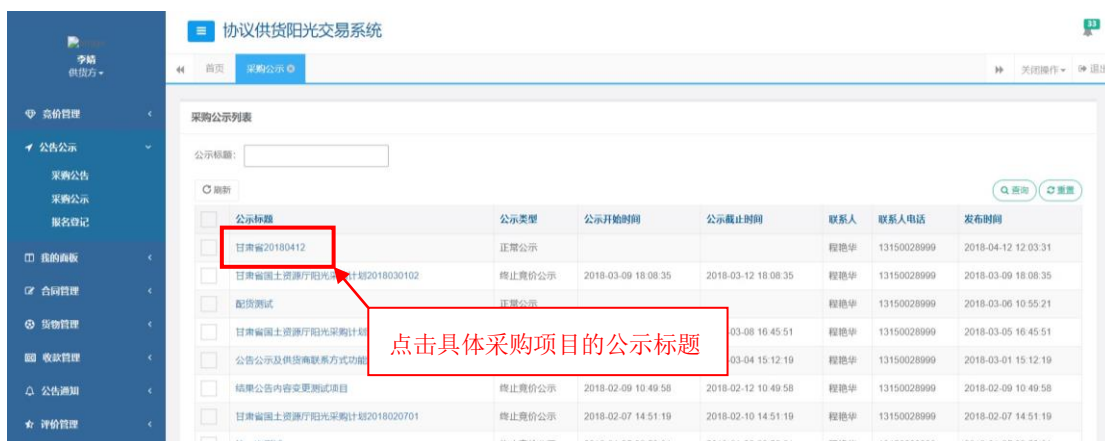 协议供货阳光交易系统
33
李婧
供货方
首页 采购公示 关闭操作 退出
竞价管理
公告公示
采购公告
采购公示
报名登记
我的面板
合同管理
货物管理
收款管理
公告通知
评价管理
采购公示列表
公示标题:
刷新 查询 重置
公示标题 公示类型 公示开始时间 公示截止时间 联系人 联系人电话 发布时间
甘肃省20180412 正常公示 程艳华 13150028999 2018-04-12 12:03:31
甘肃省国土资源厅阳光采购计划2018030102 终止竞价公示 2018-03-09 18:08:35 2018-03-12 18:08:35 程艳华 13150028999 2018-03-09 18:08:35
配货测试 正常公示 程艳华 13150028999 2018-03-06 10:55:21
甘肃省国土资源厅阳光采购计划 03-08 16:45:51 程艳华 13150028999 2018-03-05 16:45:51
公告公示及供货商联系方式功能 03-04 15:12:19 程艳华 13150028999 2018-03-01 15:12:19
结果公告内容变更测试项目 终止竞价公示 2018-02-09 10:49:58 2018-02-12 10:49:58 程艳华 13150028999 2018-02-09 10:49:58
甘肃省国土资源厅阳光采购计划2018020701 终止竞价公示 2018-02-07 14:51:19 2018-02-10 14:51:19 程艳华 13150028999 2018-02-07 14:51:19
点击具体采购项目的公示标题